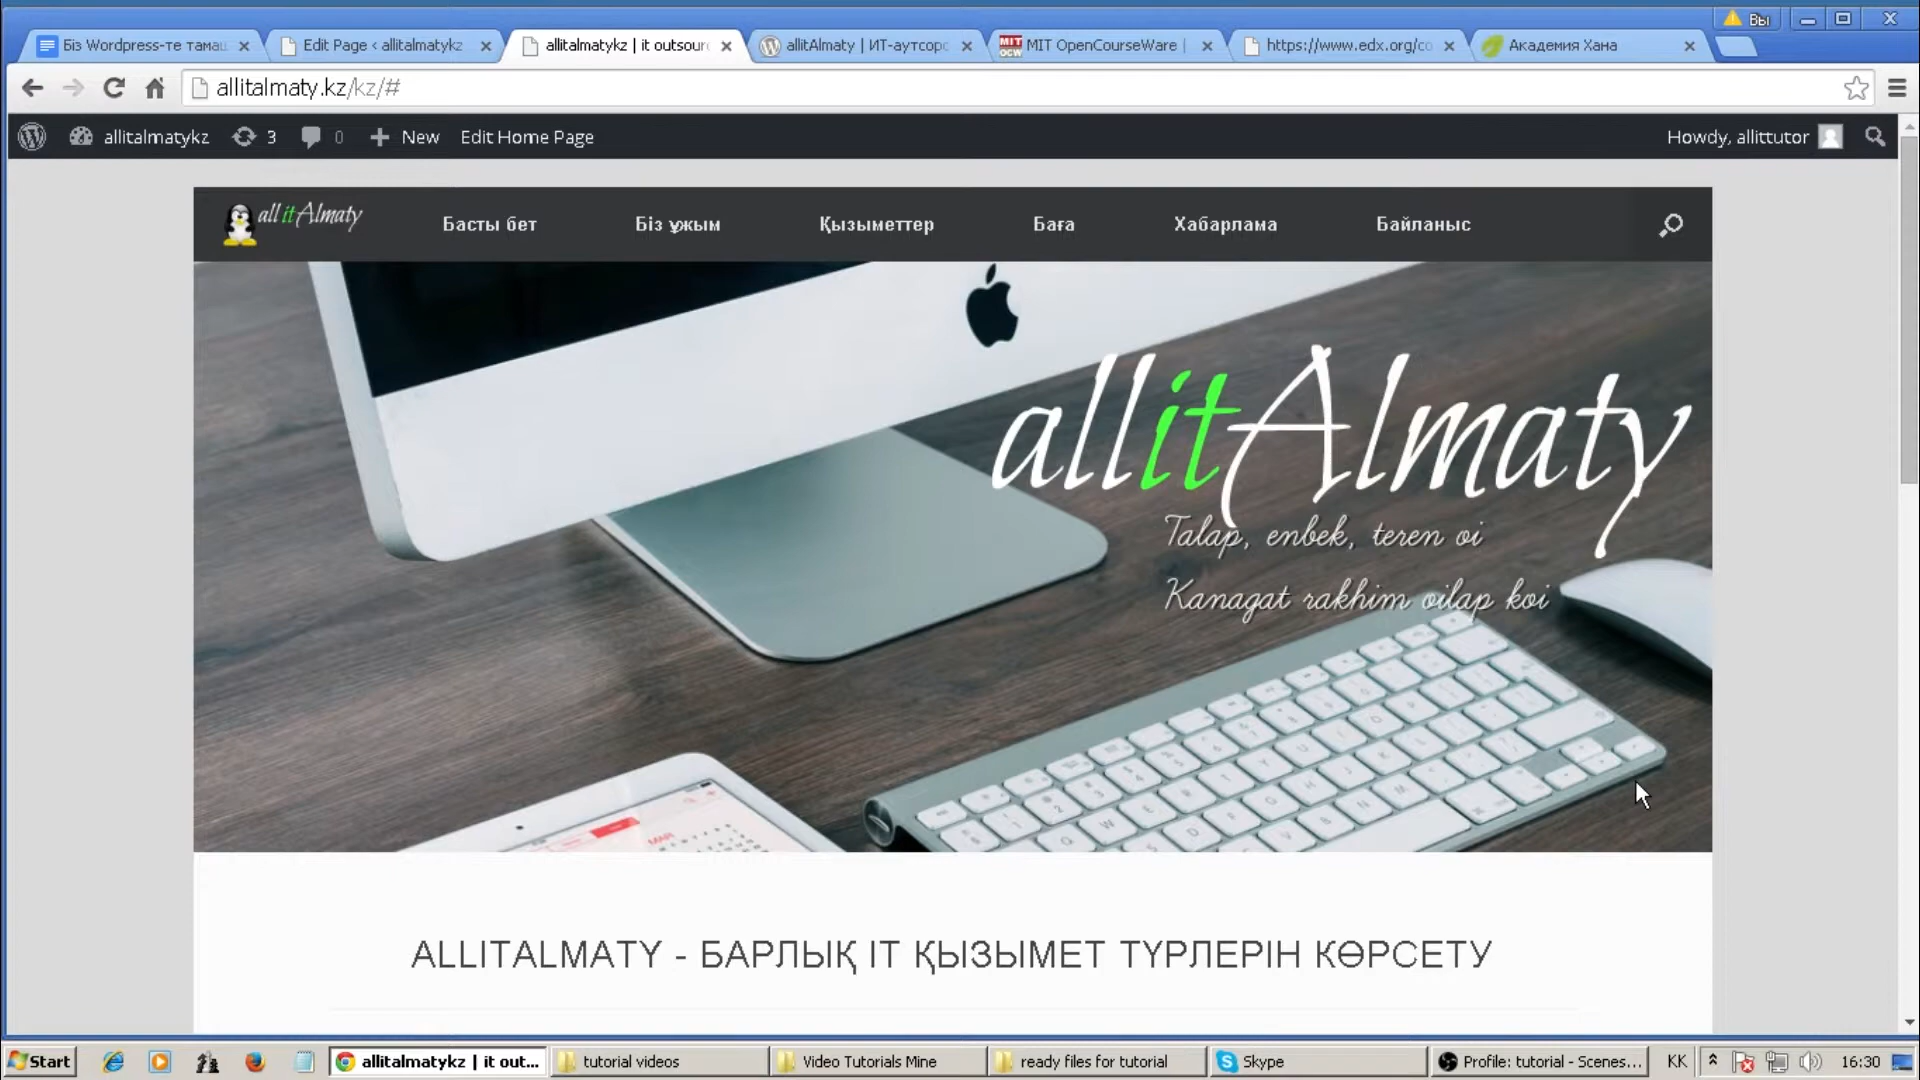 Вы
Біз Wordpress-те тамаш
Edit Page ‹ allitalmatykz
allitalmatykz | it outsour
allitAlmaty | ИТ-аутсорс
MIT OpenCourseWare |
https://www.edx.org/co
Академия Хана
allitalmaty.kz/kz/#
allitalmatykz
3
0
New
Edit Home Page
Howdy, allittutor
all it Almaty
Басты бет
Біз ұжым
Қызыметтер
Баға
Хабарлама
Байланыс
allitAlmaty
Talap, enbek, teren oi
Kanagat rakhim oilap koi
ALLITALMATY - БАРЛЫҚ IT ҚЫЗЫМЕТ ТҮРЛЕРІН КӨРСЕТУ
Start
allitalmatykz | it out...
tutorial videos
Video Tutorials Mine
ready files for tutorial
Skype
Profile: tutorial - Scenes...
KK
16:30